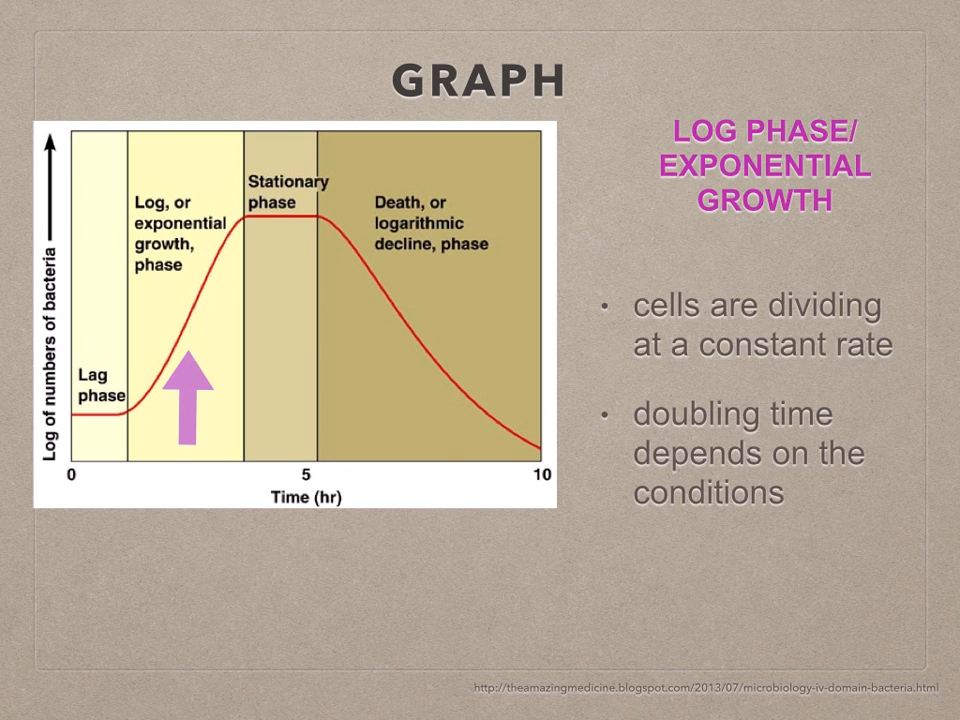 GRAPH
LOG PHASE/
EXPONENTIAL
GROWTH
Log of numbers of bacteria
Lag
phase
Log, or
exponential
growth,
phase
Stationary
phase
Death, or
logarithmic
decline, phase
0
5
10
Time (hr)
• cells are dividing
at a constant rate
• doubling time
depends on the
conditions
http://theamazingmedicine.blogspot.com/2013/07/microbiology-iv-domain-bacteria.html